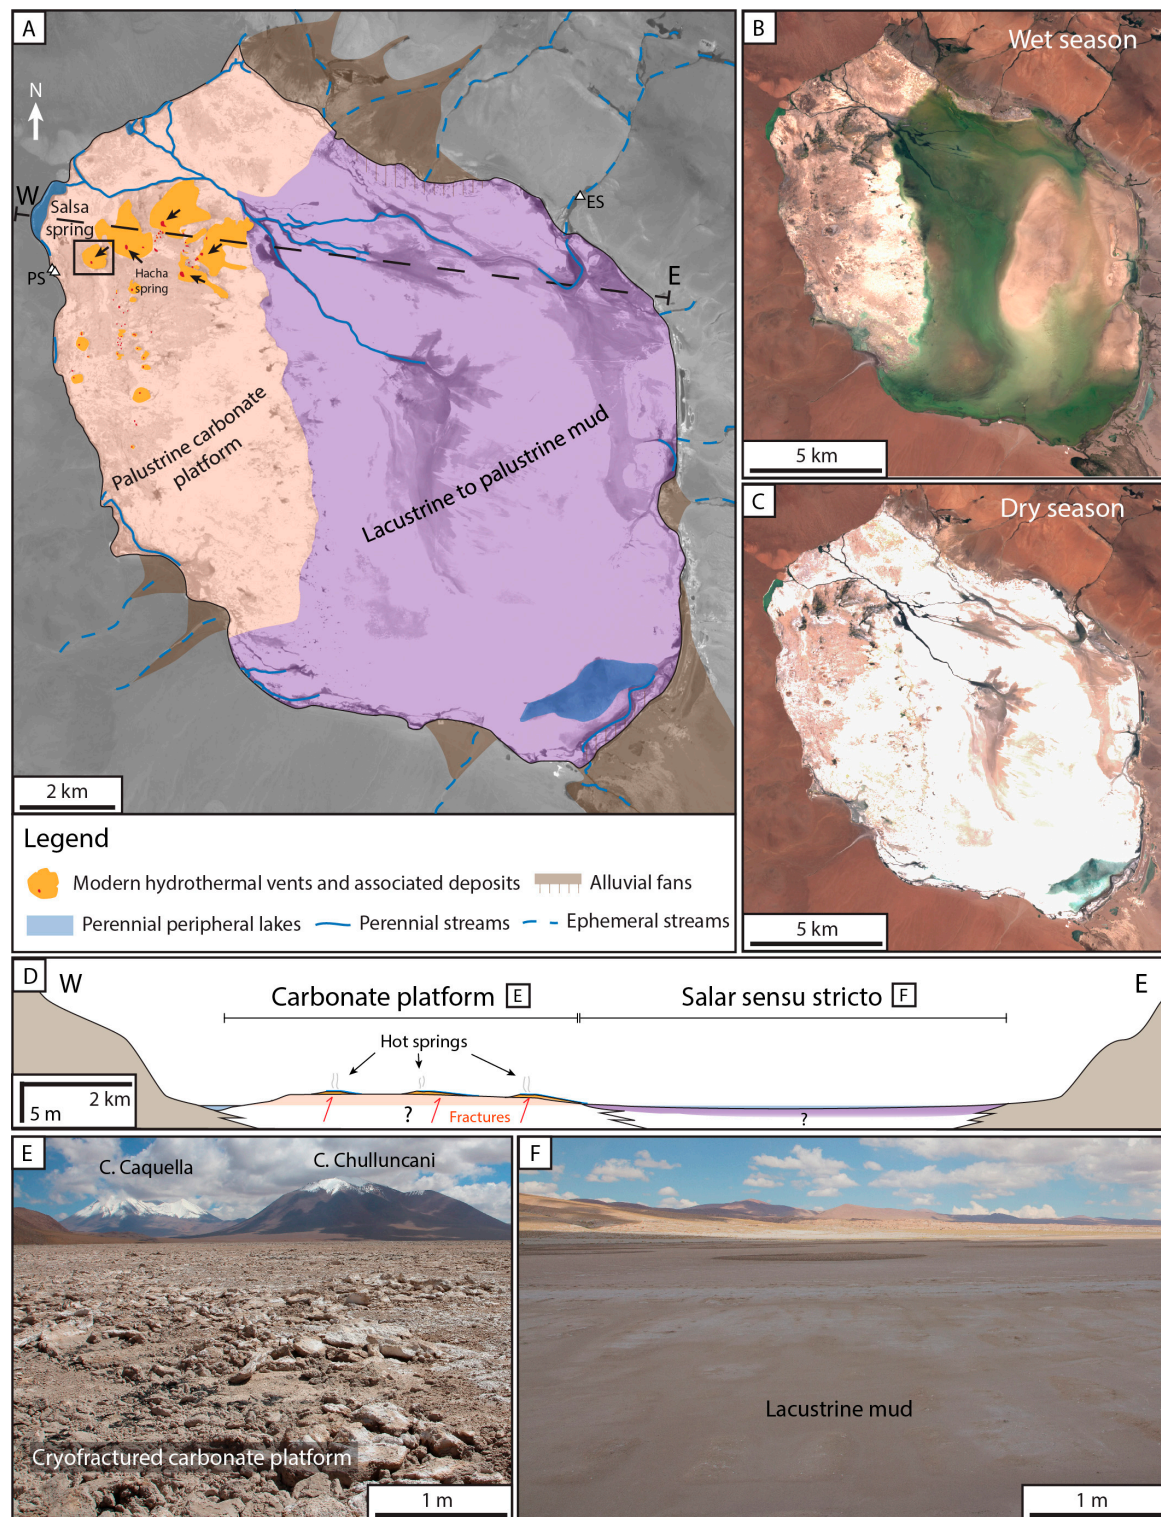 A
N
W
Salsa
spring
PS
Hacha
spring
ES
E
Palustrine carbonate
platform
Lacustrine to palustrine mud
2 km
Legend
Modern hydrothermal vents and associated deposits
Alluvial fans
Perennial peripheral lakes
Perennial streams
Ephemeral streams
B
Wet season
5 km
C
Dry season
5 km
D
W
E
Carbonate platform E
Salar sensu stricto F
Hot springs
2 km
5 m
?
Fractures
?
E
C. Caquella
C. Chulluncani
Cryofractured carbonate platform
1 m
F
Lacustrine mud
1 m